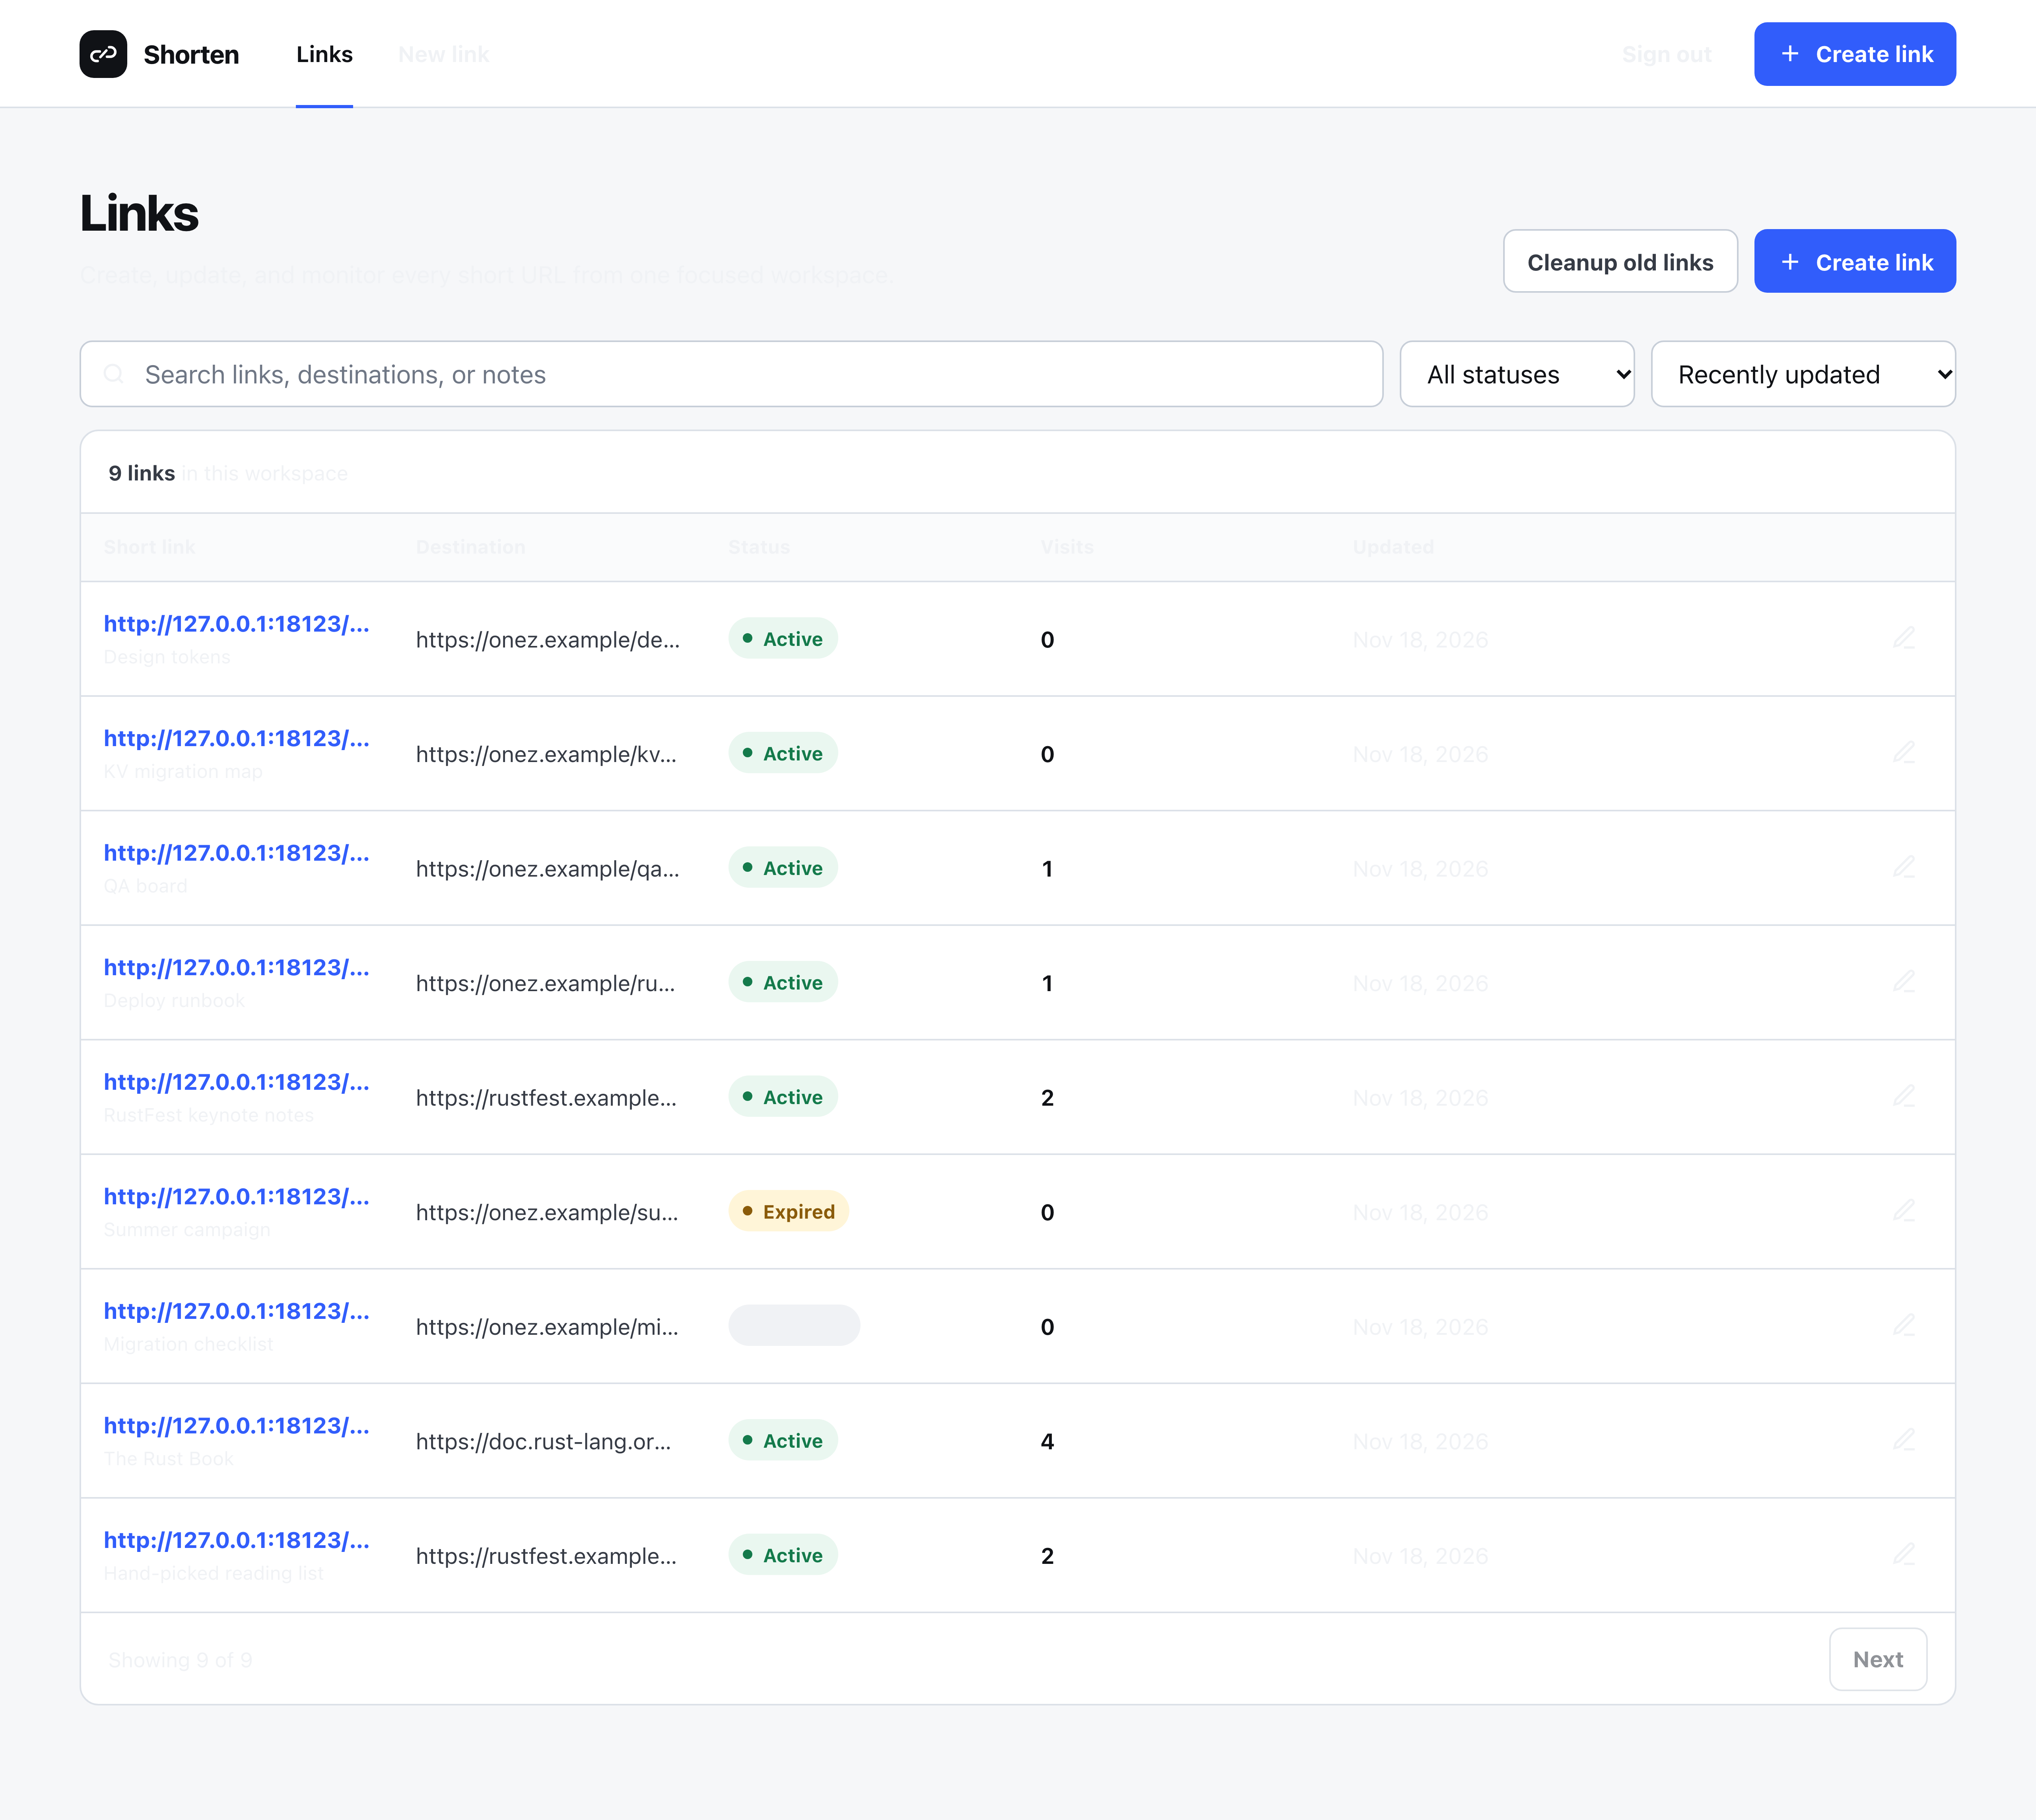 Shorten
Links
New link
Sign out
Create link
Links
Create, update, and monitor every short URL from one focused workspace.
Cleanup old links
Create link
Search links, destinations, or notes
All statuses
Recently updated
9 links in this workspace
Short link Destination Status Visits Updated
http://127.0.0.1:18123/... https://onez.example/de... Active 0 Nov 18, 2026
Design tokens
http://127.0.0.1:18123/... https://onez.example/kv... Active 0 Nov 18, 2026
KV migration map
http://127.0.0.1:18123/... https://onez.example/qa... Active 1 Nov 18, 2026
QA board
http://127.0.0.1:18123/... https://onez.example/ru... Active 1 Nov 18, 2026
Deploy runbook
http://127.0.0.1:18123/... https://rustfest.example... Active 2 Nov 18, 2026
RustFest keynote notes
http://127.0.0.1:18123/... https://onez.example/su... Expired 0 Nov 18, 2026
Summer campaign
http://127.0.0.1:18123/... https://onez.example/mi... 0 Nov 18, 2026
Migration checklist
http://127.0.0.1:18123/... https://doc.rust-lang.or... Active 4 Nov 18, 2026
The Rust Book
http://127.0.0.1:18123/... https://rustfest.example... Active 2 Nov 18, 2026
Hand-picked reading list
Showing 9 of 9
Next